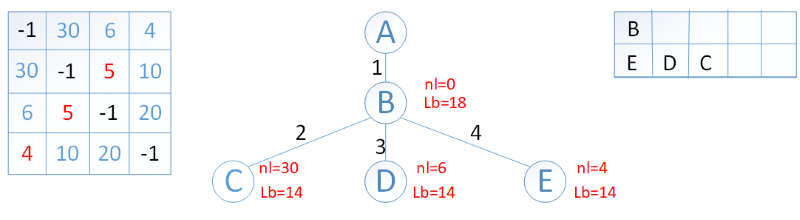 -1 30 6 4
30 -1 5 10
6 5 -1 20
4 10 20 -1
A
1
B
nl=0
Lb=18
2
3
4
C
nl=30
Lb=14
D
nl=6
Lb=14
E
nl=4
Lb=14
B
E D C